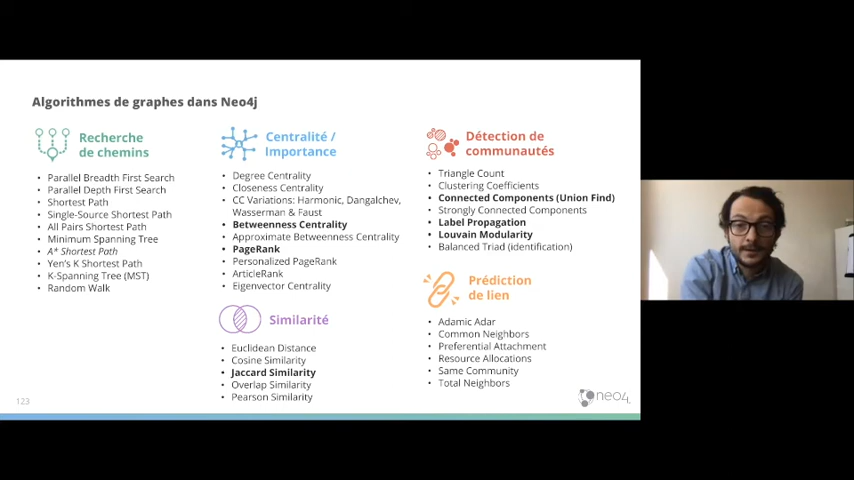 Algorithmes de graphes dans Neo4j
Recherche
de chemins
• Parallel Breadth First Search
• Parallel Depth First Search
• Shortest Path
• Single-Source Shortest Path
• All Pairs Shortest Path
• Minimum Spanning Tree
• A* Shortest Path
• Yen's K Shortest Path
• K-Spanning Tree (MST)
• Random Walk
Centralité /
Importance
• Degree Centrality
• Closeness Centrality
• CC Variations: Harmonic, Dangalchev,
Wasserman & Faust
• Betweenness Centrality
• Approximate Betweenness Centrality
• PageRank
• Personalized PageRank
• ArticleRank
• Eigenvector Centrality
Similarité
• Euclidean Distance
• Cosine Similarity
• Jaccard Similarity
• Overlap Similarity
• Pearson Similarity
Détection de
communautés
• Triangle Count
• Clustering Coefficients
• Connected Components (Union Find)
• Strongly Connected Components
• Label Propagation
• Louvain Modularity
• Balanced Triad (identification)
Prédiction
de lien
• Adamic Adar
• Common Neighbors
• Preferential Attachment
• Resource Allocations
• Same Community
• Total Neighbors
123
neo4j